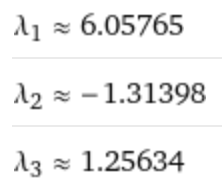 λ₁ ≈ 6.05765
λ₂ ≈ −1.31398
λ₃ ≈ 1.25634